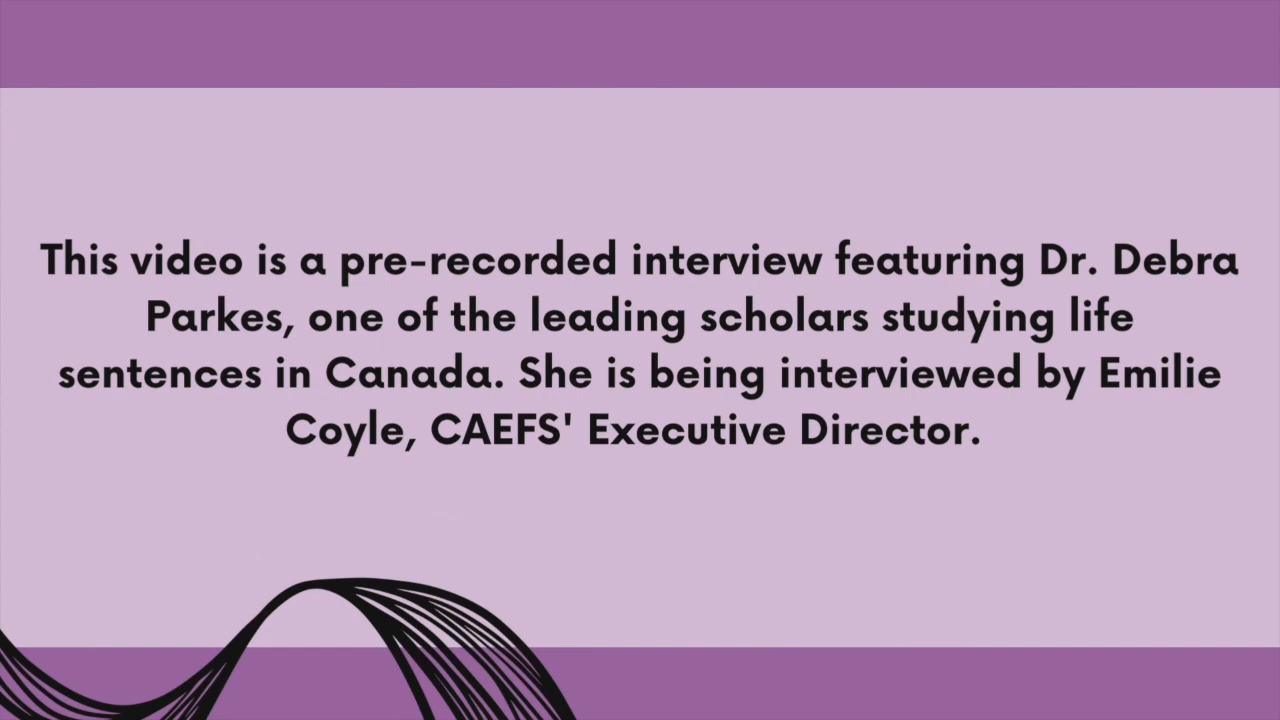 This video is a pre-recorded interview featuring Dr. Debra
Parkes, one of the leading scholars studying life
sentences in Canada. She is being interviewed by Emilie
Coyle, CAEFS' Executive Director.